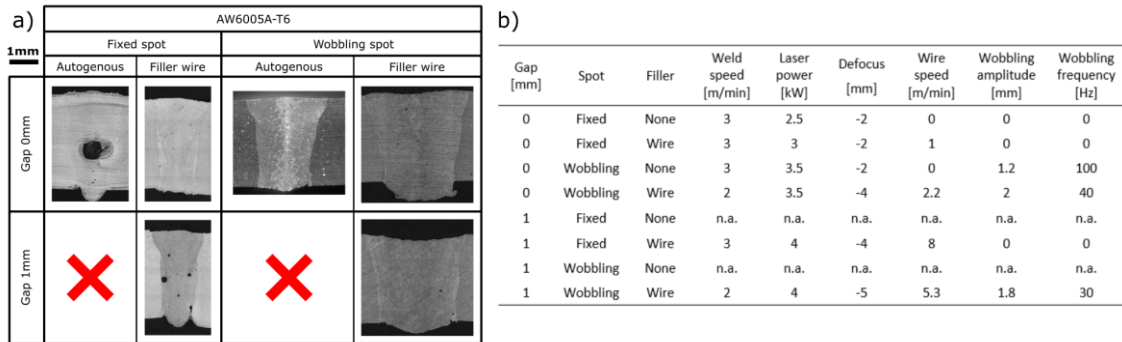 a)
AW6005A-T6
1mm
Fixed spot Wobbling spot
Autogenous Filler wire Autogenous Filler wire
Gap 0mm
Gap 1mm
b)
Gap [mm] Spot Filler Weld speed [m/min] Laser power [kW] Defocus [mm] Wire speed [m/min] Wobbling amplitude [mm] Wobbling frequency [Hz]
0 Fixed None 3 2.5 -2 0 0 0
0 Fixed Wire 3 3 -2 1 0 0
0 Wobbling None 3 3.5 -2 0 1.2 100
0 Wobbling Wire 2 3.5 -4 2.2 2 40
1 Fixed None n.a. n.a. n.a. n.a. n.a. n.a.
1 Fixed Wire 3 4 -4 8 0 0
1 Wobbling None n.a. n.a. n.a. n.a. n.a. n.a.
1 Wobbling Wire 2 4 -5 5.3 1.8 30